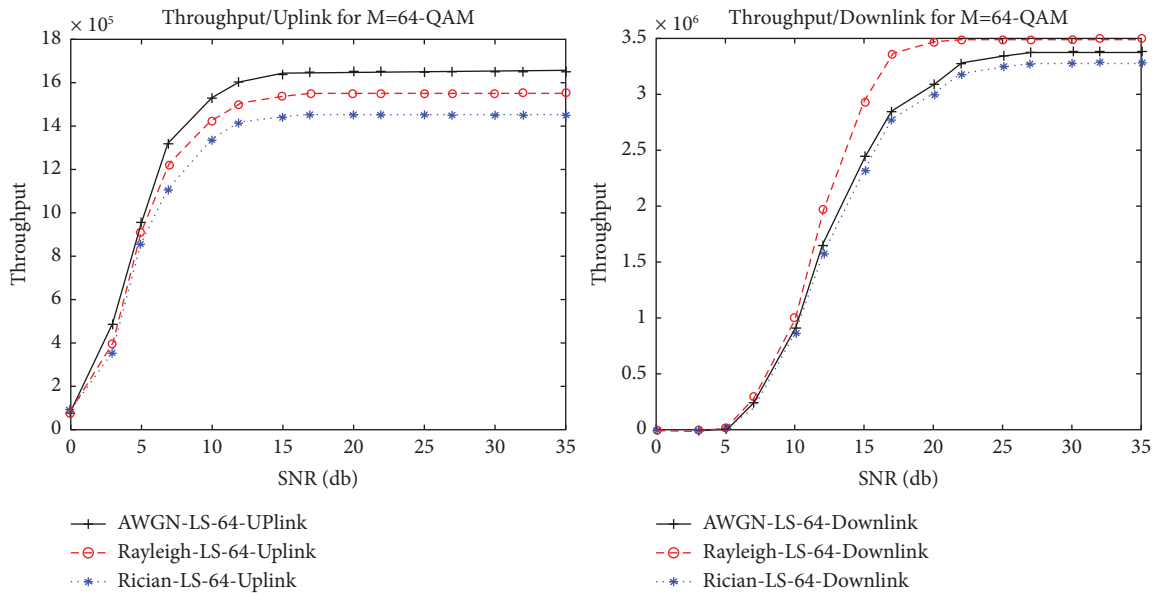 Throughput/Uplink for M=64-QAM
× 10⁵
18
16
14
12
10
8
6
4
2
0
Throughput
0 5 10 15 20 25 30 35
SNR (db)
AWGN-LS-64-UPlink
Rayleigh-LS-64-Uplink
Rician-LS-64-Uplink
Throughput/Downlink for M=64-QAM
× 10⁶
3.5
3
2.5
2
1.5
1
0.5
0
Throughput
0 5 10 15 20 25 30 35
SNR (db)
AWGN-LS-64-Downlink
Rayleigh-LS-64-Downlink
Rician-LS-64-Downlink